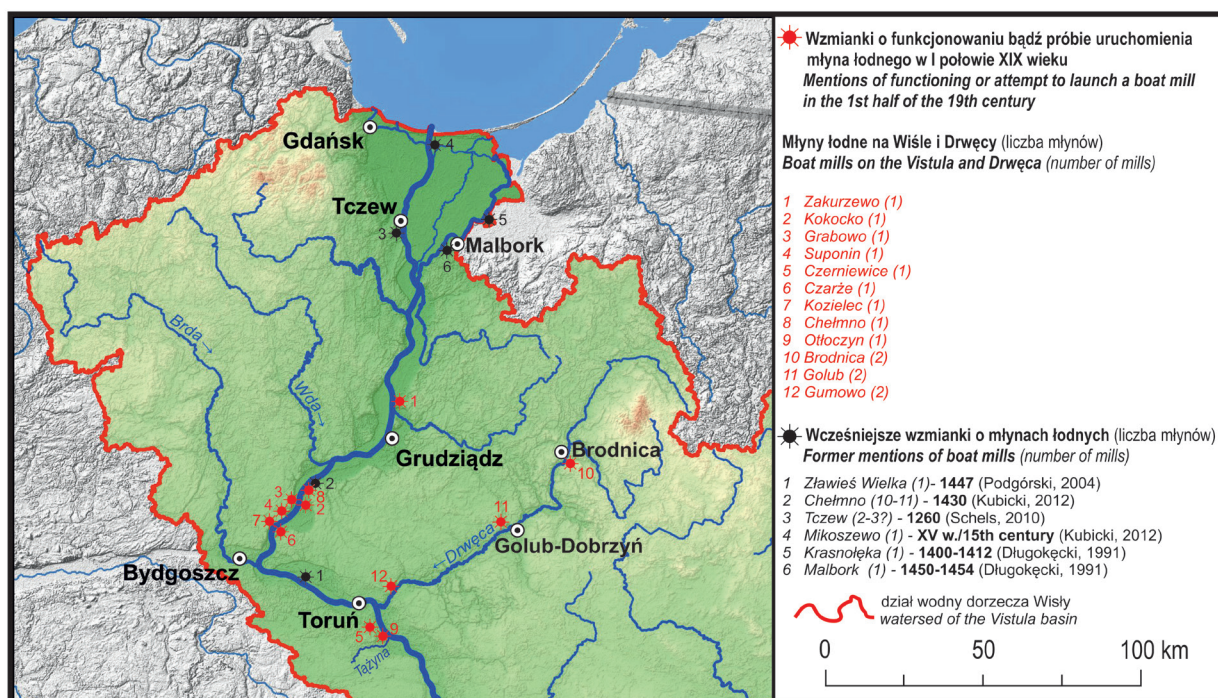 Gdańsk
4
Tczew
3
5
Malbork
6
Brda →
Wda→
1
Grudziądz
Brodnica
10
2
3
8
4
2
7
6
11
Golub-Dobrzyń
←Drwęca
Bydgoszcz
1
12
Toruń
5
9
Tążyna
Wzmianki o funkcjonowaniu bądź próbie uruchomienia
młyna łodnego w I połowie XIX wieku
Mentions of functioning or attempt to launch a boat mill
in the 1st half of the 19th century
Młyny łodne na Wiśle i Drwęcy (liczba młynów)
Boat mills on the Vistula and Drwęca (number of mills)
1 Zakurzewo (1)
2 Kokocko (1)
3 Grabowo (1)
4 Suponin (1)
5 Czerniewice (1)
6 Czarże (1)
7 Kozielec (1)
8 Chełmno (1)
9 Otłoczyn (1)
10 Brodnica (2)
11 Golub (2)
12 Gumowo (2)
Wcześniejsze wzmianki o młynach łodnych (liczba młynów)
Former mentions of boat mills (number of mills)
1 Zławieś Wielka (1)- 1447 (Podgórski, 2004)
2 Chełmno (10-11) - 1430 (Kubicki, 2012)
3 Tczew (2-3?) - 1260 (Schels, 2010)
4 Mikoszewo (1) - XV w./15th century (Kubicki, 2012)
5 Krasnołęka (1) - 1400-1412 (Długokęcki, 1991)
6 Malbork (1) - 1450-1454 (Długokęcki, 1991)
dział wodny dorzecza Wisły
watersed of the Vistula basin
0 50 100 km